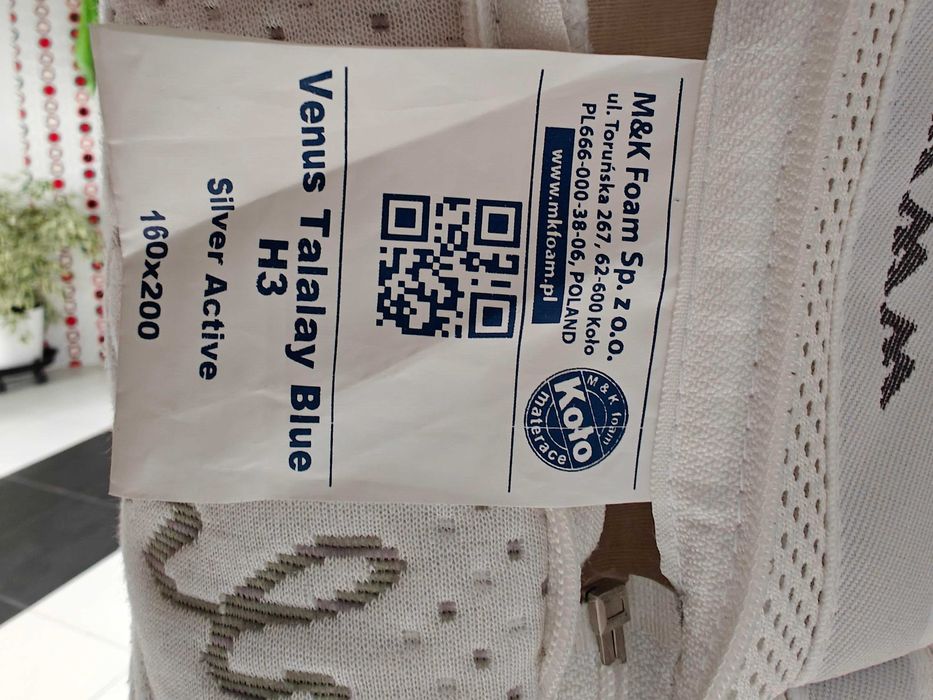 M&K Foam Sp. z o.o.
ul. Toruńska 267, 62-600 Koło
PL666-000-38-06, POLAND
www.mkfoam.pl
M & K foam
Koło
materace
Venus Talalay Blue
H3
Silver Active
160x200